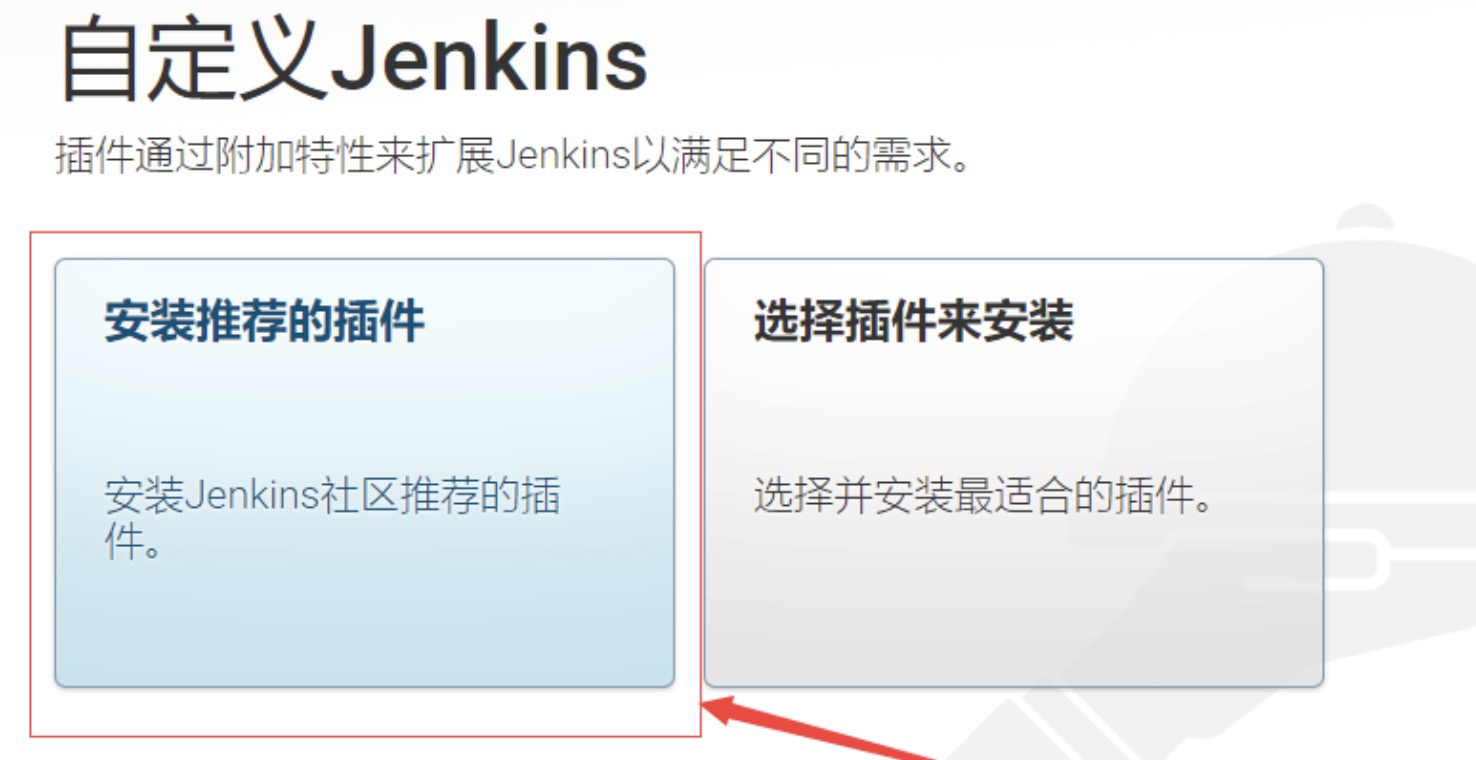 自定义Jenkins
插件通过附加特性来扩展Jenkins以满足不同的需求。
安装推荐的插件
安装Jenkins社区推荐的插
件。
选择插件来安装
选择并安装最适合的插件。